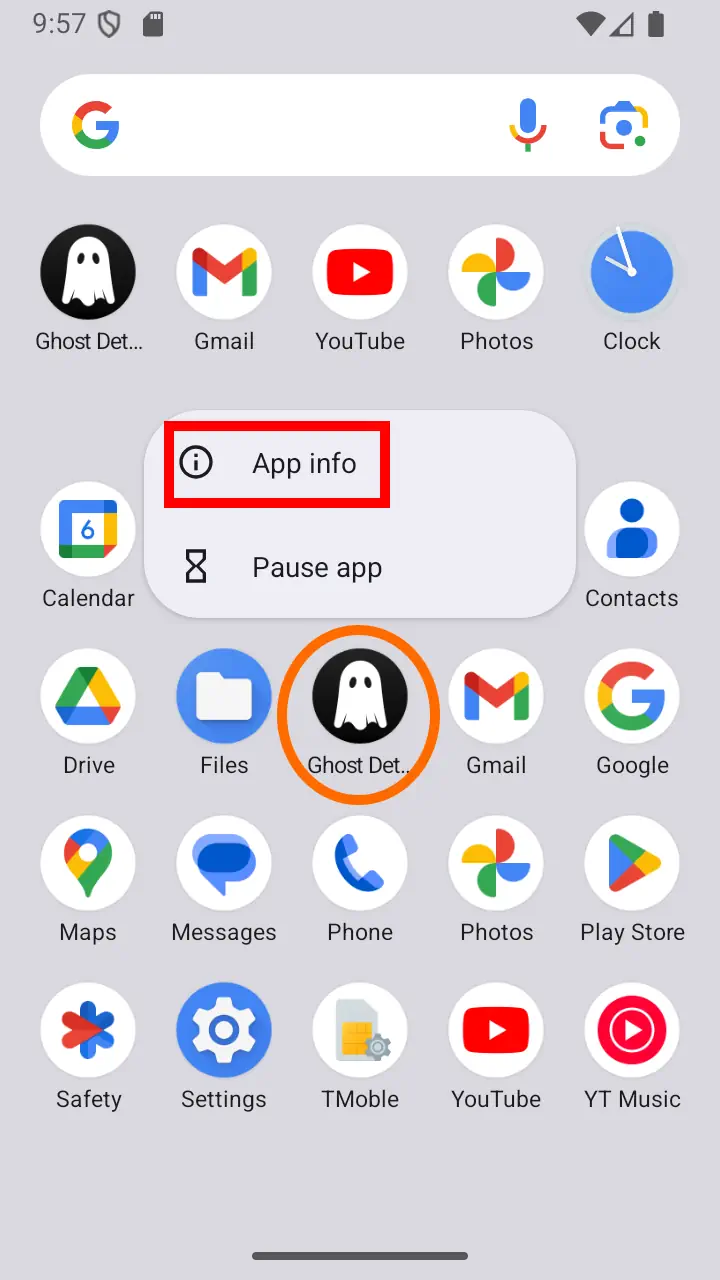 9:57
Ghost Det...
Gmail
YouTube
Photos
Clock
App info
Pause app
6
Calendar
Contacts
Drive
Files
Ghost Det..
Gmail
Google
Maps
Messages
Phone
Photos
Play Store
Safety
Settings
TMoble
YouTube
YT Music